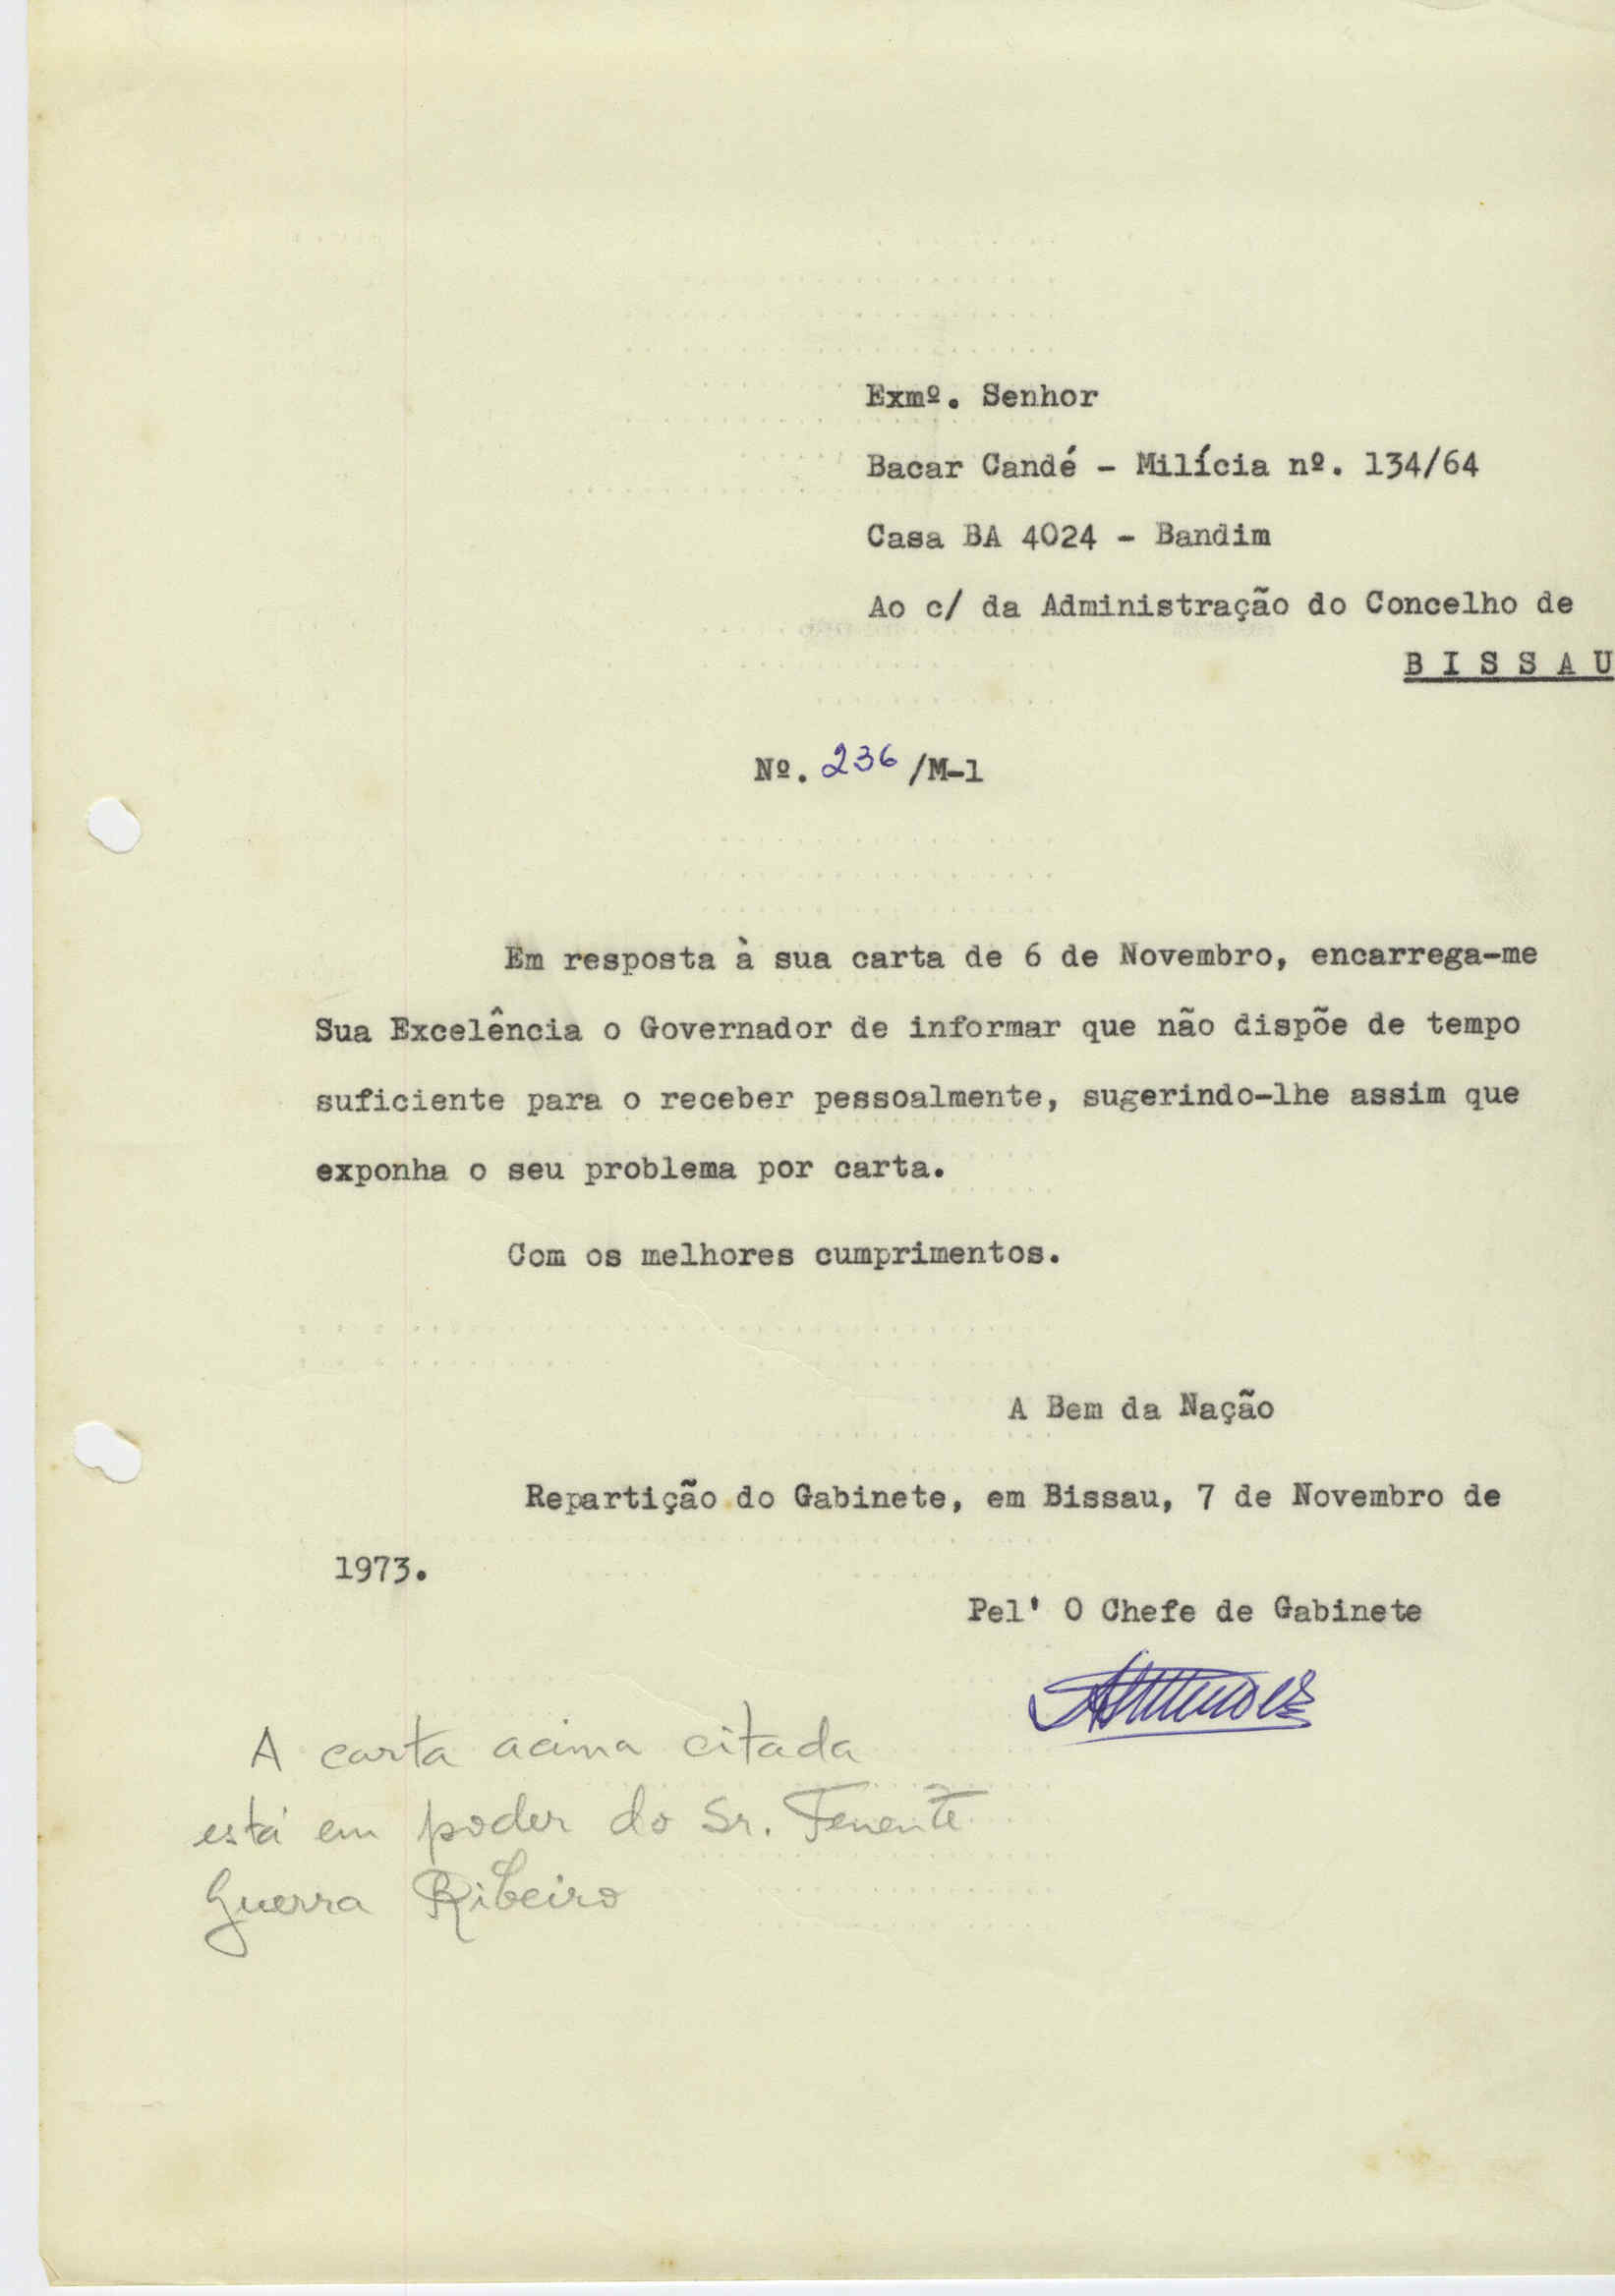 Exmº. Senhor
Bacar Candé - Milícia nº. 134/64
Casa BA 4024 - Bandim
Ao c/ da Administração do Concelho de
B I S S A U
Nº. 236 /M-1
Em resposta à sua carta de 6 de Novembro, encarrega-me
Sua Excelência o Governador de informar que não dispõe de tempo
suficiente para o receber pessoalmente, sugerindo-lhe assim que
exponha o seu problema por carta.
Com os melhores cumprimentos.
A Bem da Nação
Repartição do Gabinete, em Bissau, 7 de Novembro de
1973.
Pel' O Chefe de Gabinete
A carta acima citada
está em poder do Sr. Tenente
Guerra Ribeiro